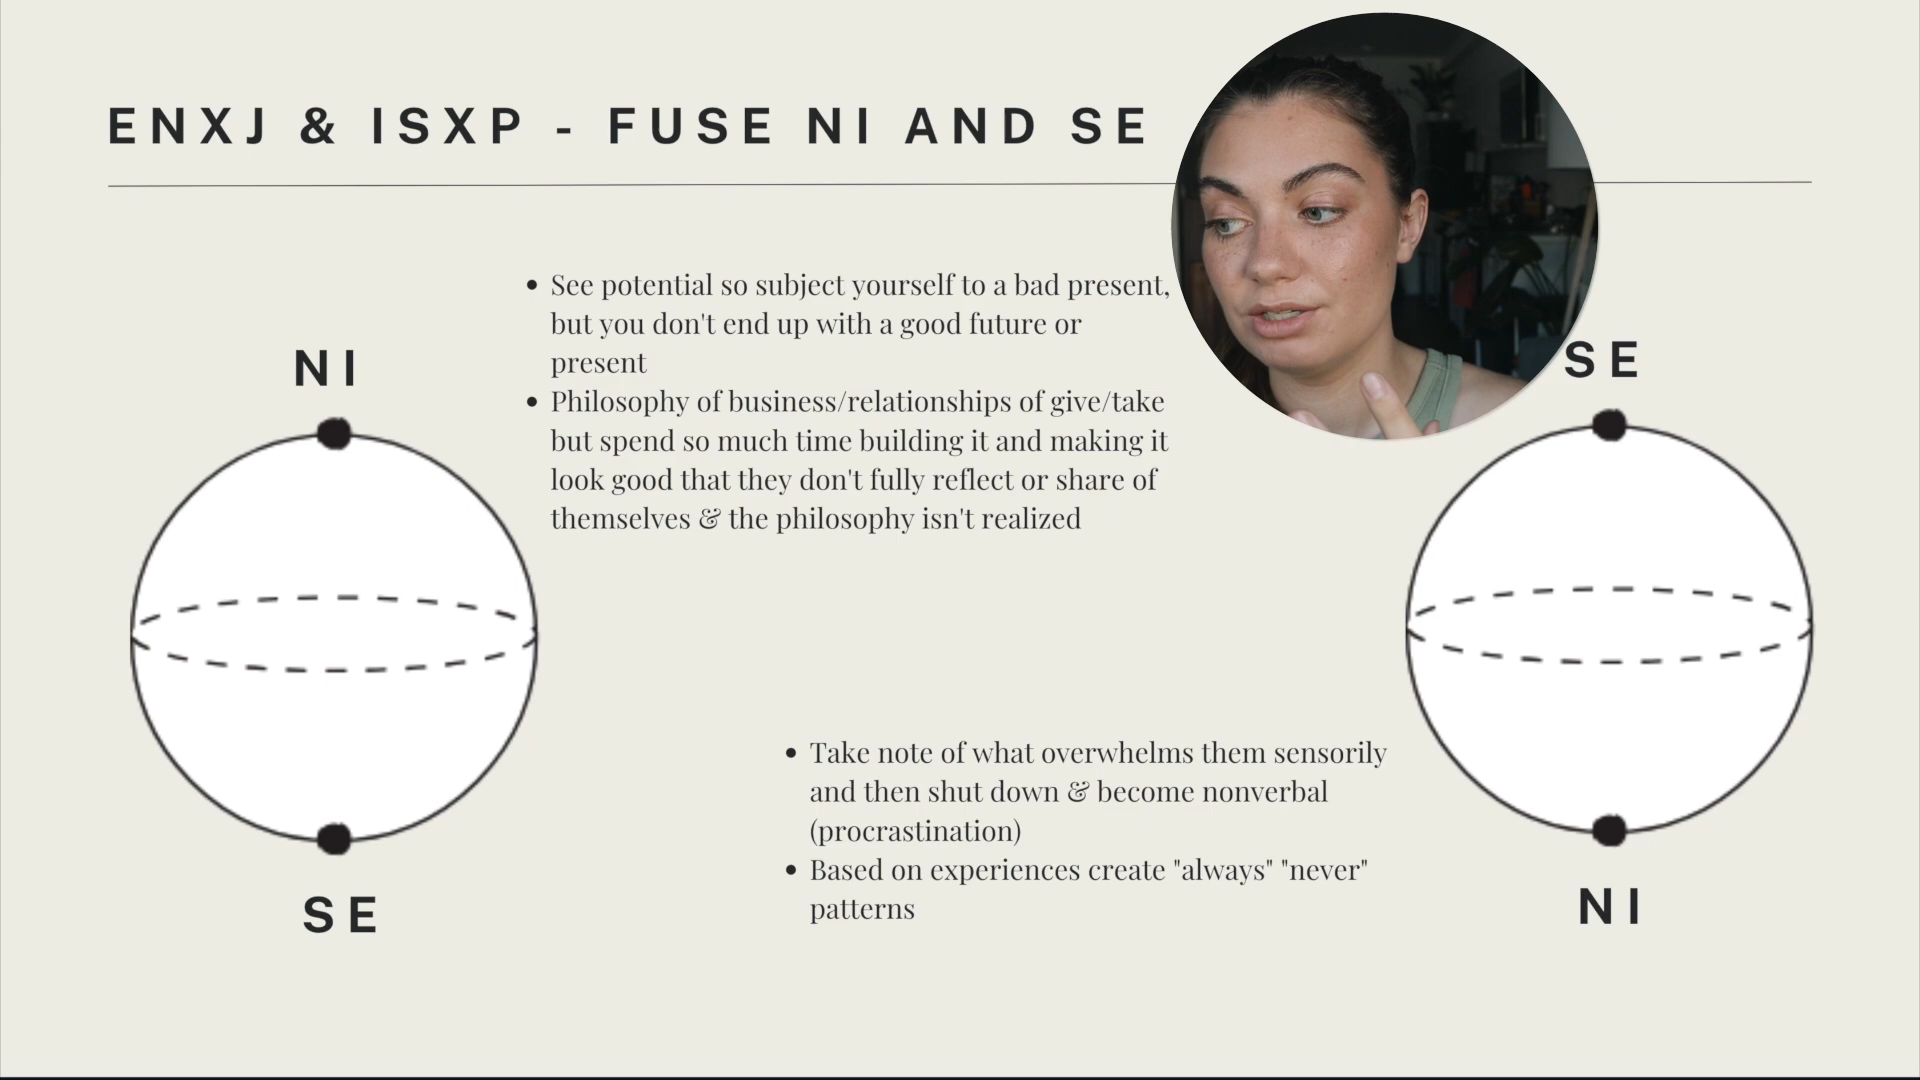 ENXJ & ISXP - FUSE NI AND SE
• See potential so subject yourself to a bad present,
but you don't end up with a good future or
present
• Philosophy of business/relationships of give/take
but spend so much time building it and making it
look good that they don't fully reflect or share of
themselves & the philosophy isn't realized
NI
SE
SE
NI
• Take note of what overwhelms them sensorily
and then shut down & become nonverbal
(procrastination)
• Based on experiences create "always" "never"
patterns